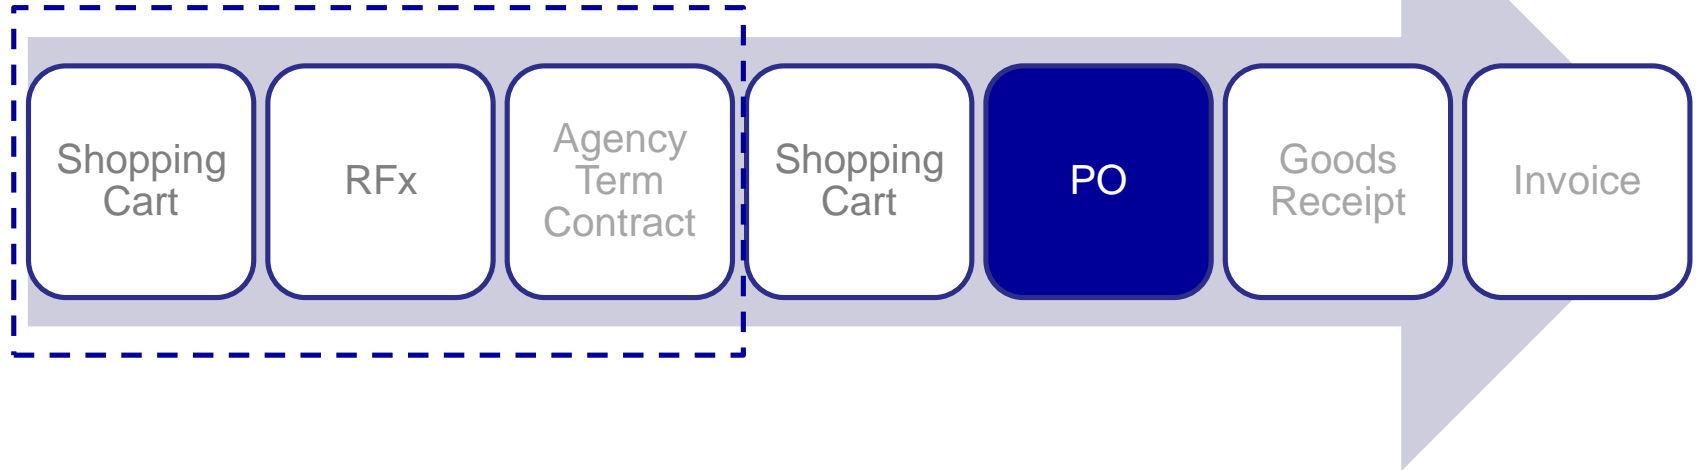 Shopping
Cart
RFx
Agency
Term
Contract
Shopping
Cart
PO
Goods
Receipt
Invoice